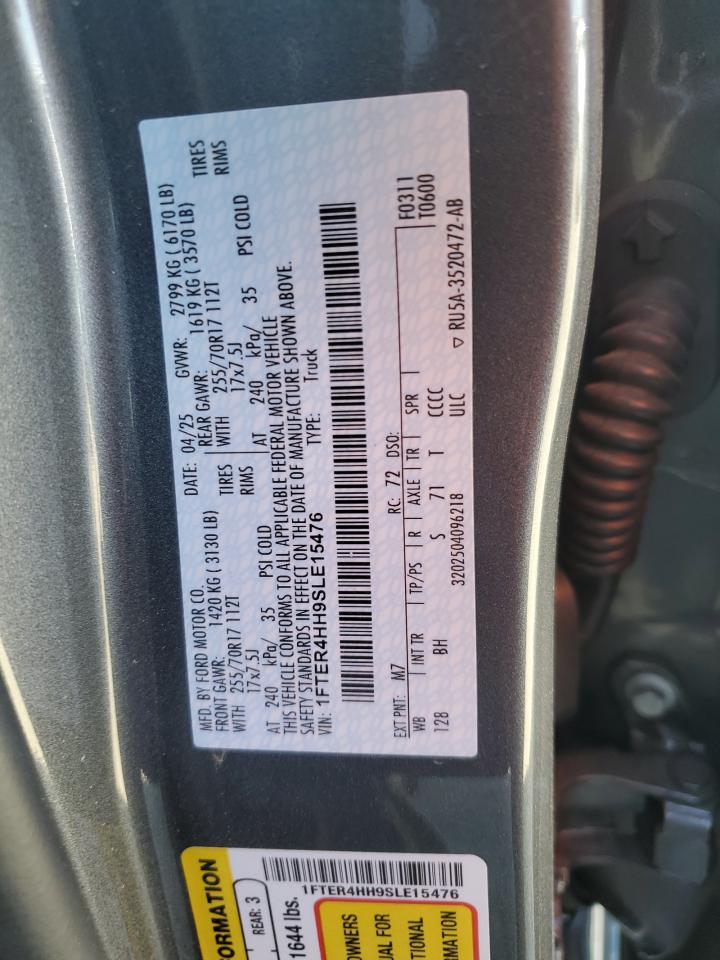 MFD. BY FORD MOTOR CO.
DATE: 04/25 GVWR: 2799 KG ( 6170 LB)
FRONT GAWR: 1420 KG ( 3130 LB) REAR GAWR: 1619 KG ( 3570 LB)
WITH 255/70R17 112T TIRES WITH 255/70R17 112T TIRES
17x7.5J RIMS 17x7.5J RIMS
AT 240 kPa/ 35 PSI COLD AT 240 kPa/ 35 PSI COLD
THIS VEHICLE CONFORMS TO ALL APPLICABLE FEDERAL MOTOR VEHICLE
SAFETY STANDARDS IN EFFECT ON THE DATE OF MANUFACTURE SHOWN ABOVE.
VIN: 1FTER4HH9SLE15476 TYPE: Truck
F0311
T0600
EXT PNT: M7 RC: 72 DSO:
WB INT TR TP/PS R AXLE TR SPR
128 BH S 71 T CCCC
3202504096218 ULC
▽ RU5A-3520472-AB
ORMATION
REAR: 3
1644 lbs.
1FTER4HH9SLE15476
OWNERS
UAL FOR
TIONAL
RMATION